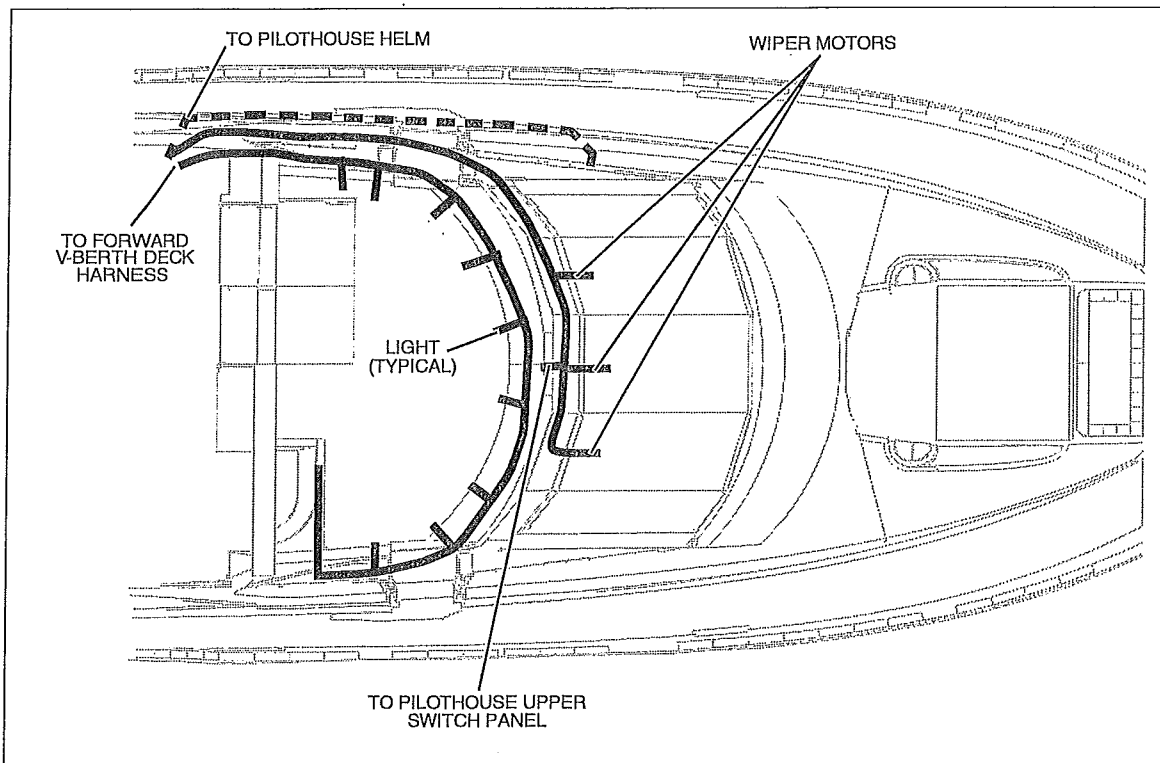 TO PILOTHOUSE HELM
WIPER MOTORS
TO FORWARD
V-BERTH DECK
HARNESS
LIGHT
(TYPICAL)
TO PILOTHOUSE UPPER
SWITCH PANEL